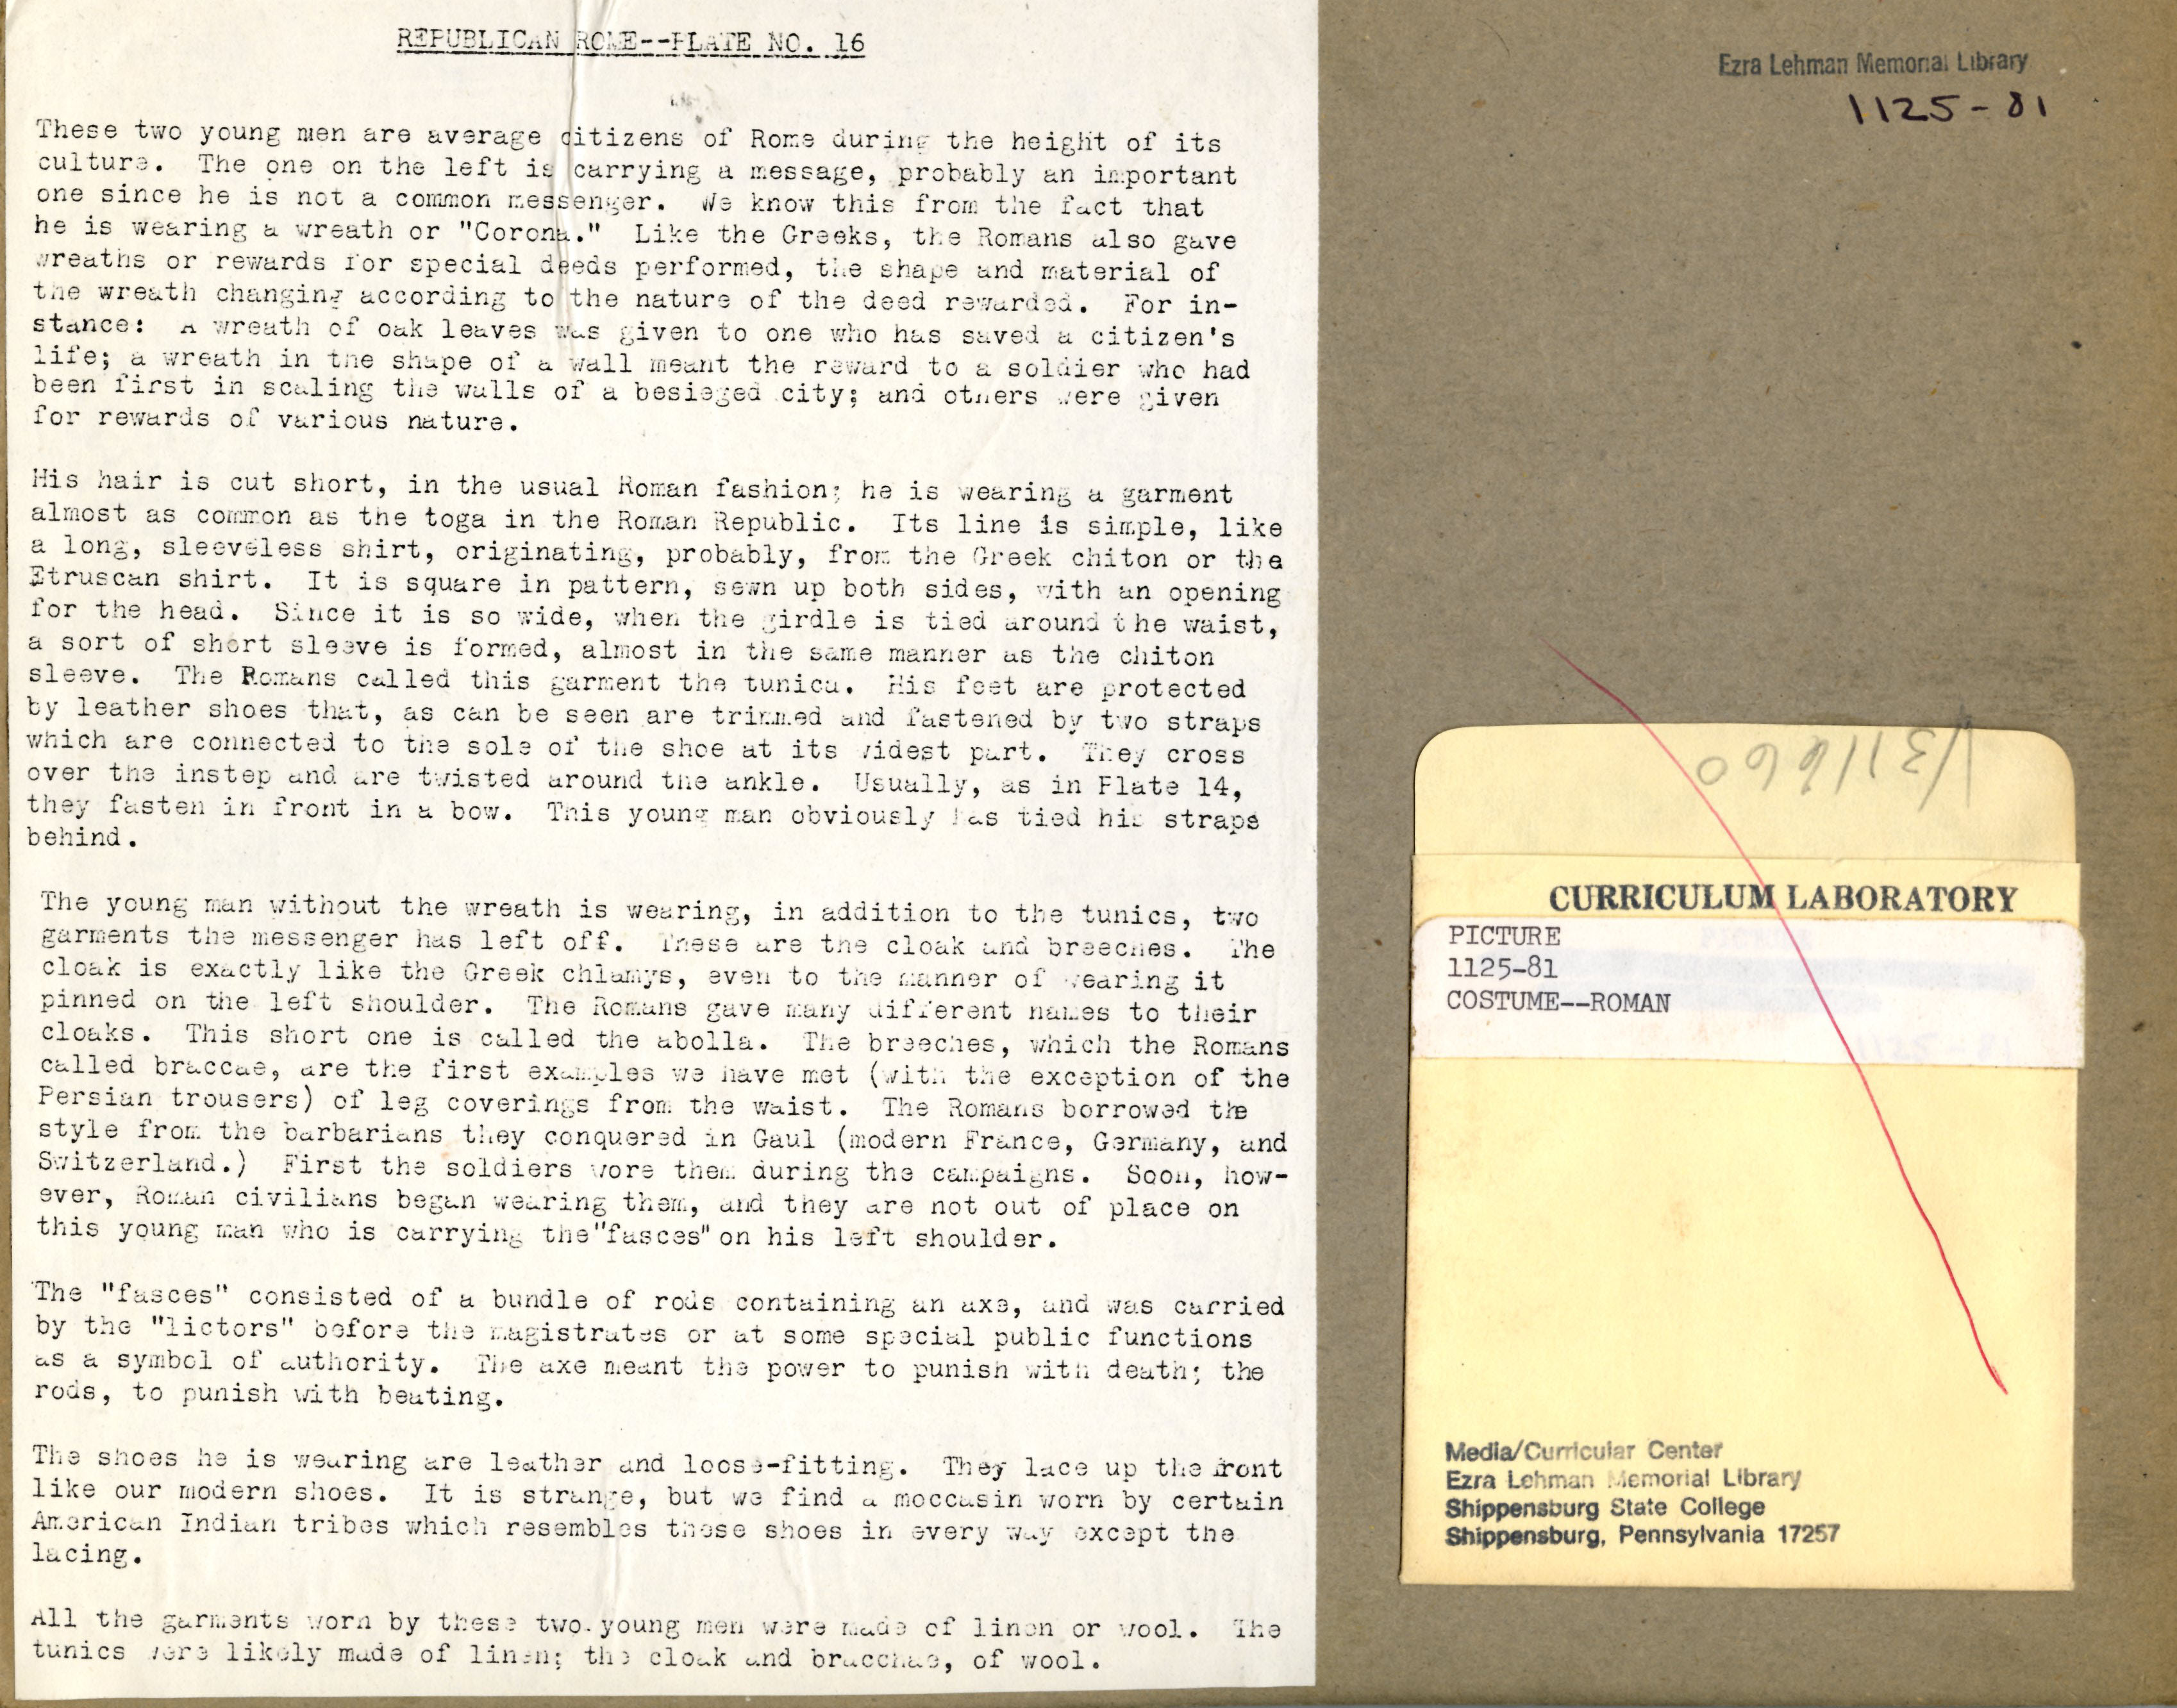 REPUBLICAN ROME--PLATE NO. 16
These two young men are average citizens of Rome during the height of its
culture. The one on the left is carrying a message, probably an important
one since he is not a common messenger. We know this from the fact that
he is wearing a wreath or "Corona." Like the Greeks, the Romans also gave
wreaths or rewards for special deeds performed, the shape and material of
the wreath changing according to the nature of the deed rewarded. For in-
stance: A wreath of oak leaves was given to one who has saved a citizen's
life; a wreath in the shape of a wall meant the reward to a soldier who had
been first in scaling the walls of a besieged city; and others were given
for rewards of various nature.
His hair is cut short, in the usual Roman fashion; he is wearing a garment
almost as common as the toga in the Roman Republic. Its line is simple, like
a long, sleeveless shirt, originating, probably, from the Greek chiton or the
Etruscan shirt. It is square in pattern, sewn up both sides, with an opening
for the head. Since it is so wide, when the girdle is tied around the waist,
a sort of short sleeve is formed, almost in the same manner as the chiton
sleeve. The Romans called this garment the tunica. His feet are protected
by leather shoes that, as can be seen are trimmed and fastened by two straps
which are connected to the sole of the shoe at its widest part. They cross
over the instep and are twisted around the ankle. Usually, as in Plate 14,
they fasten in front in a bow. This young man obviously has tied his straps
behind.
The young man without the wreath is wearing, in addition to the tunics, two
garments the messenger has left off. These are the cloak and breeches. The
cloak is exactly like the Greek chlamys, even to the manner of wearing it
pinned on the left shoulder. The Romans gave many different names to their
cloaks. This short one is called the abolla. The breeches, which the Romans
called braccae, are the first examples we have met (with the exception of the
Persian trousers) of leg coverings from the waist. The Romans borrowed the
style from the barbarians they conquered in Gaul (modern France, Germany, and
Switzerland.) First the soldiers wore them during the campaigns. Soon, how-
ever, Roman civilians began wearing them, and they are not out of place on
this young man who is carrying the "fasces" on his left shoulder.
The "fasces" consisted of a bundle of rods containing an axe, and was carried
by the "lictors" before the magistrates or at some special public functions
as a symbol of authority. The axe meant the power to punish with death; the
rods, to punish with beating.
The shoes he is wearing are leather and loose-fitting. They lace up the front
like our modern shoes. It is strange, but we find a moccasin worn by certain
American Indian tribes which resembles these shoes in every way except the
lacing.
All the garments worn by these two young men were made of linen or wool. The
tunics were likely made of linen; the cloak and bracchae, of wool.
Ezra Lehman Memorial Library
1125-81
CURRICULUM LABORATORY
PICTURE
1125-81
COSTUME--ROMAN
Media/Curricular Center
Ezra Lehman Memorial Library
Shippensburg State College
Shippensburg, Pennsylvania 17257